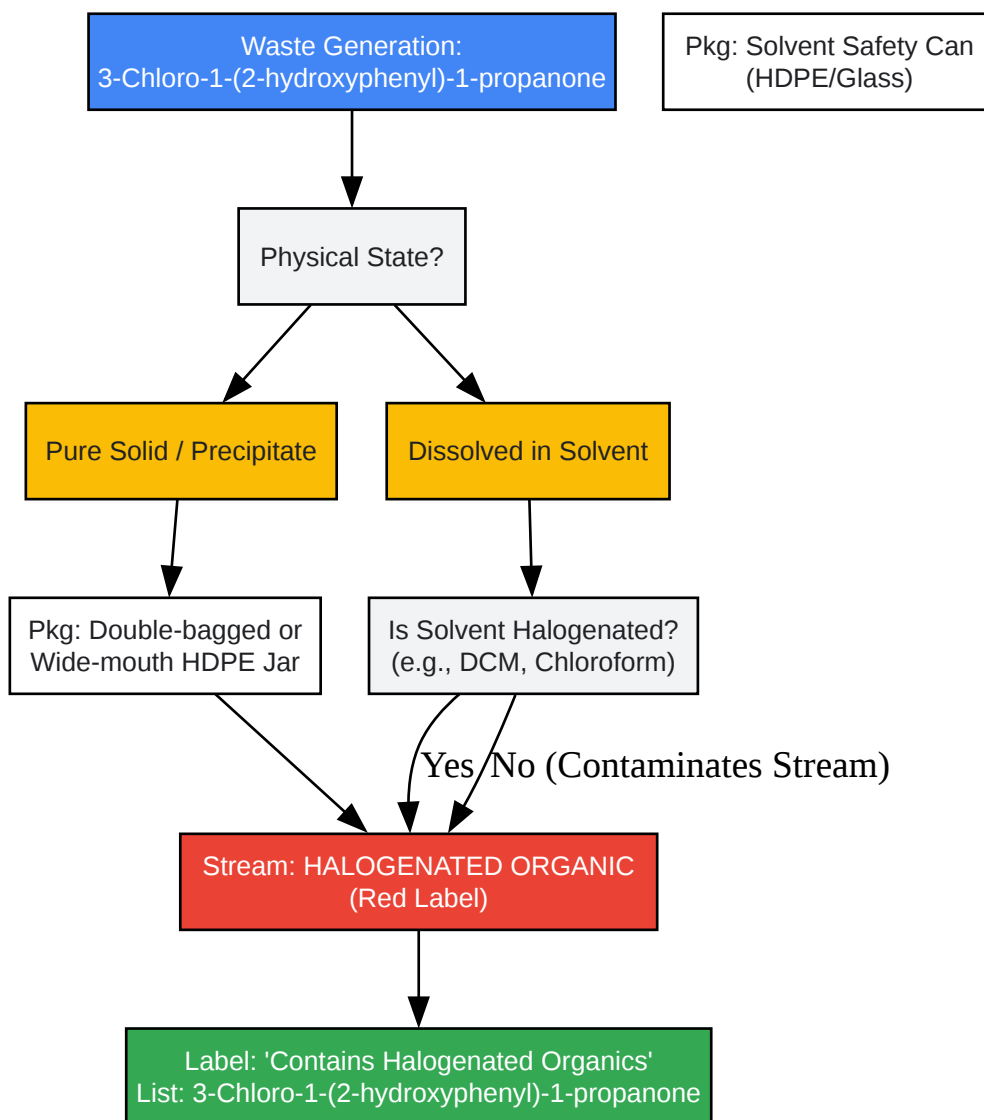 Waste Generation:
3-Chloro-1-(2-hydroxyphenyl)-1-propanone
Pkg: Solvent Safety Can
(HDPE/Glass)
Physical State?
Pure Solid / Precipitate
Dissolved in Solvent
Pkg: Double-bagged or
Wide-mouth HDPE Jar
Is Solvent Halogenated?
(e.g., DCM, Chloroform)
Yes
No (Contaminates Stream)
Stream: HALOGENATED ORGANIC
(Red Label)
Label: 'Contains Halogenated Organics'
List: 3-Chloro-1-(2-hydroxyphenyl)-1-propanone